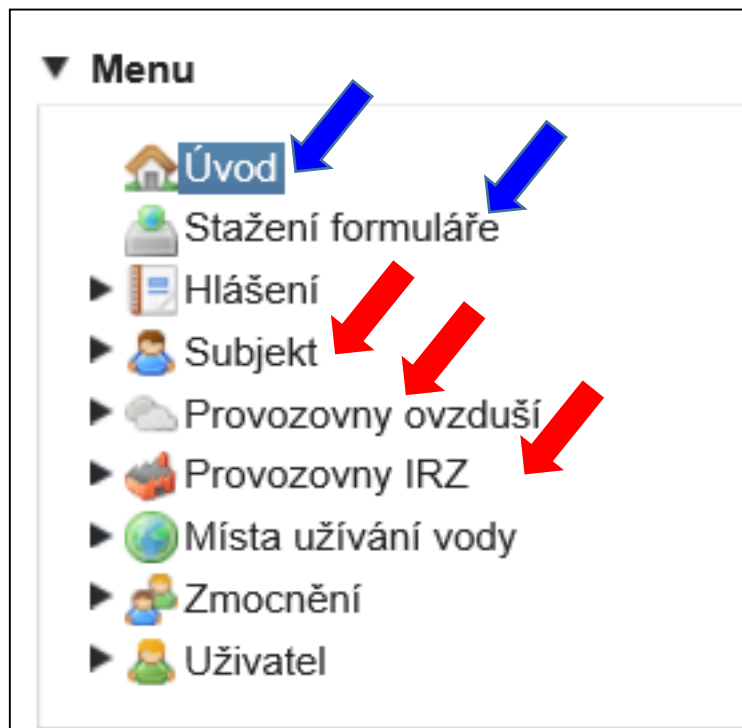 Menu
Úvod
Stažení formuláře
Hlášení
Subjekt
Provozovny ovzduší
Provozovny IRZ
Místa užívání vody
Zmocnění
Uživatel